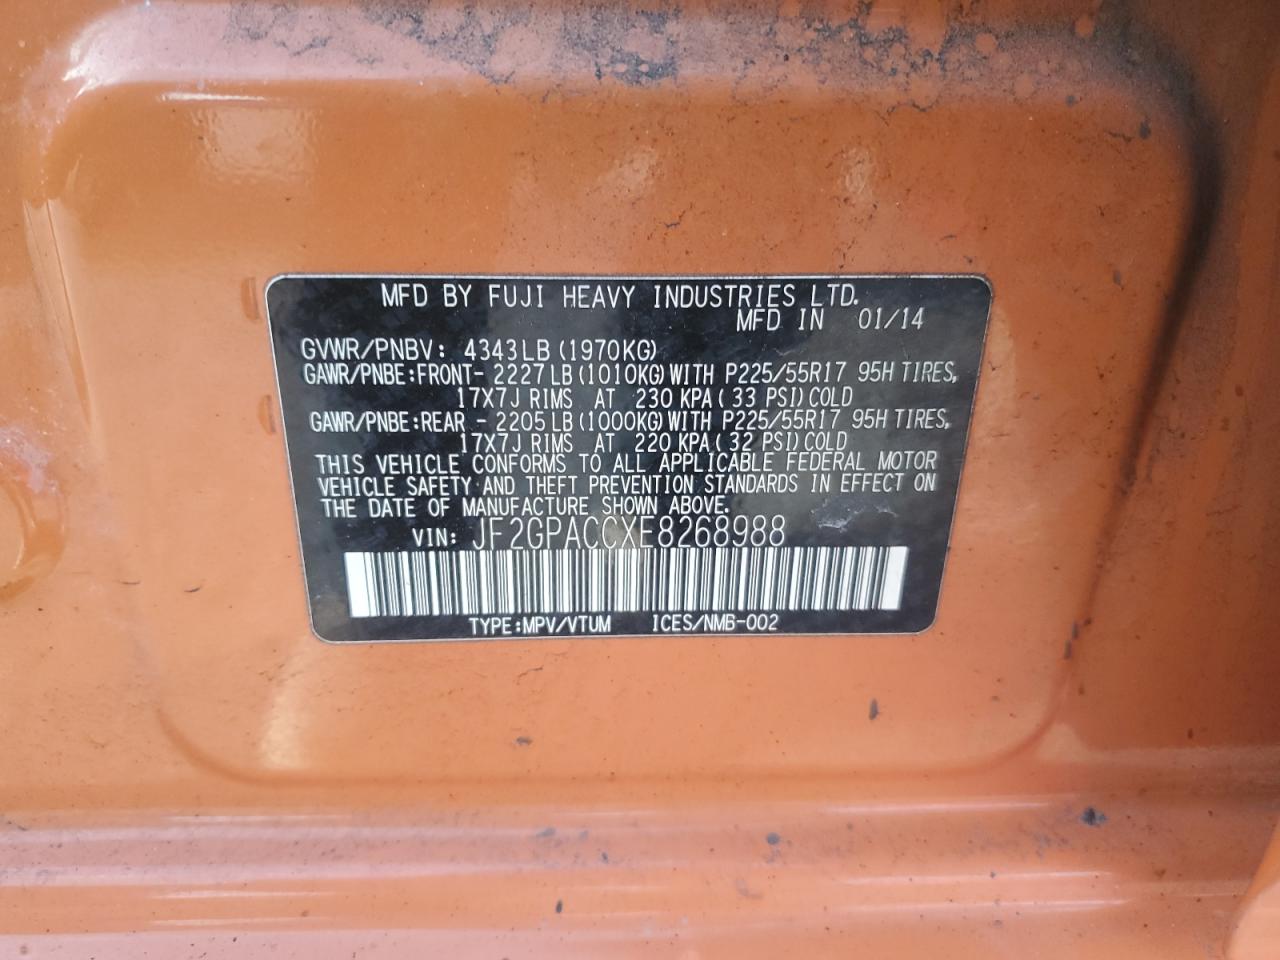 MFD BY FUJI HEAVY INDUSTRIES LTD.
MFD IN 01/14
GVWR/PNBV: 4343LB (1970KG)
GAWR/PNBE:FRONT- 2227LB (1010KG) WITH P225/55R17 95H TIRES,
17X7J RIMS AT 230 KPA (33 PSI) COLD
GAWR/PNBE:REAR - 2205LB (1000KG) WITH P225/55R17 95H TIRES,
17X7J RIMS AT 220 KPA (32 PSI) COLD
THIS VEHICLE CONFORMS TO ALL APPLICABLE FEDERAL MOTOR
VEHICLE SAFETY AND THEFT PREVENTION STANDARDS IN EFFECT ON
THE DATE OF MANUFACTURE SHOWN ABOVE.
VIN: JF2GPACCXE8268988
TYPE:MPV/VTUM ICES/NMB-002